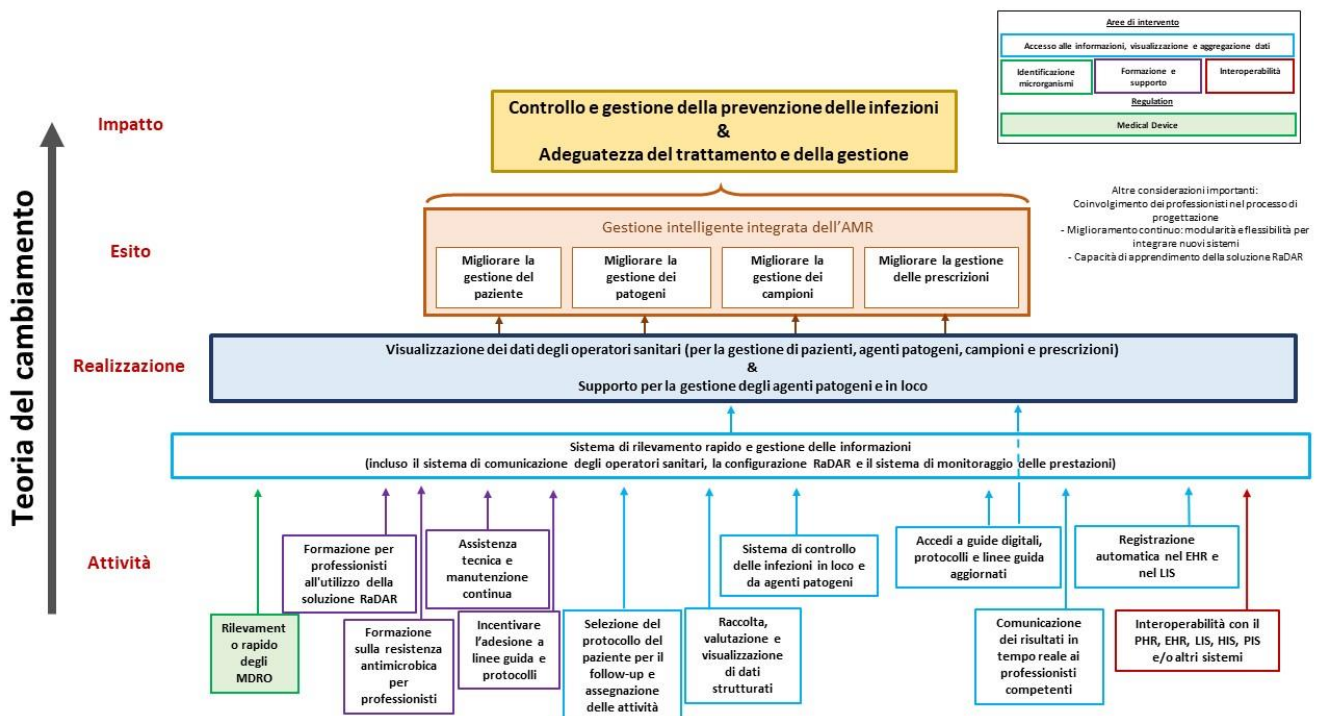 Aree di intervento
Accesso alle informazioni, visualizzazione e aggregazione dati
Identificazione
microrganismi
Formazione e
supporto
Interoperabilità
Regulation
Medical Device
Teoria del cambiamento
Impatto
Controllo e gestione della prevenzione delle infezioni
&
Adeguatezza del trattamento e della gestione
Altre considerazioni importanti:
Coinvolgimento dei professionisti nel processo di
progettazione
- Miglioramento continuo: modularità e flessibilità per
integrare nuovi sistemi
- Capacità di apprendimento della soluzione RaDAR
Esito
Gestione intelligente integrata dell'AMR
Migliorare la
gestione del
paziente
Migliorare la
gestione dei
patogeni
Migliorare la
gestione dei
campioni
Migliorare la gestione
delle prescrizioni
Realizzazione
Visualizzazione dei dati degli operatori sanitari (per la gestione di pazienti, agenti patogeni, campioni e prescrizioni)
&
Supporto per la gestione degli agenti patogeni e in loco
Sistema di rilevamento rapido e gestione delle informazioni
(incluso il sistema di comunicazione degli operatori sanitari, la configurazione RaDAR e il sistema di monitoraggio delle prestazioni)
Attività
Formazione per
professionisti
all'utilizzo della
soluzione RaDAR
Assistenza
tecnica e
manutenzione
continua
Sistema di controllo
delle infezioni in loco e
da agenti patogeni
Accedi a guide digitali,
protocolli e linee guida
aggiornati
Registrazione
automatica nel EHR e
nel LIS
Rilevament
o rapido
degli
MDRO
Formazione
sulla resistenza
antimicrobica
per
professionisti
Incentivare
l'adesione a
linee guida e
protocolli
Selezione del
protocollo del
paziente per il
follow-up e
assegnazione
delle attività
Raccolta,
valutazione e
visualizzazione
di dati
strutturati
Comunicazione
dei risultati in
tempo reale ai
professionisti
competenti
Interoperabilità con il
PHR, EHR, LIS, HIS, PIS
e/o altri sistemi